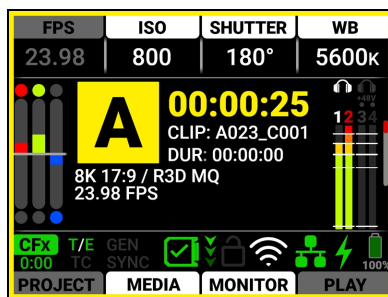 FPS ISO SHUTTER WB
23.98 800 180° 5600K
A
00:00:25
CLIP: A023_C001
DUR: 00:00:00
8K 17:9 / R3D MQ
23.98 FPS
+48V
1 2 3 4
CFx T/E GEN
0:00 TC SYNC
100%
PROJECT MEDIA MONITOR PLAY